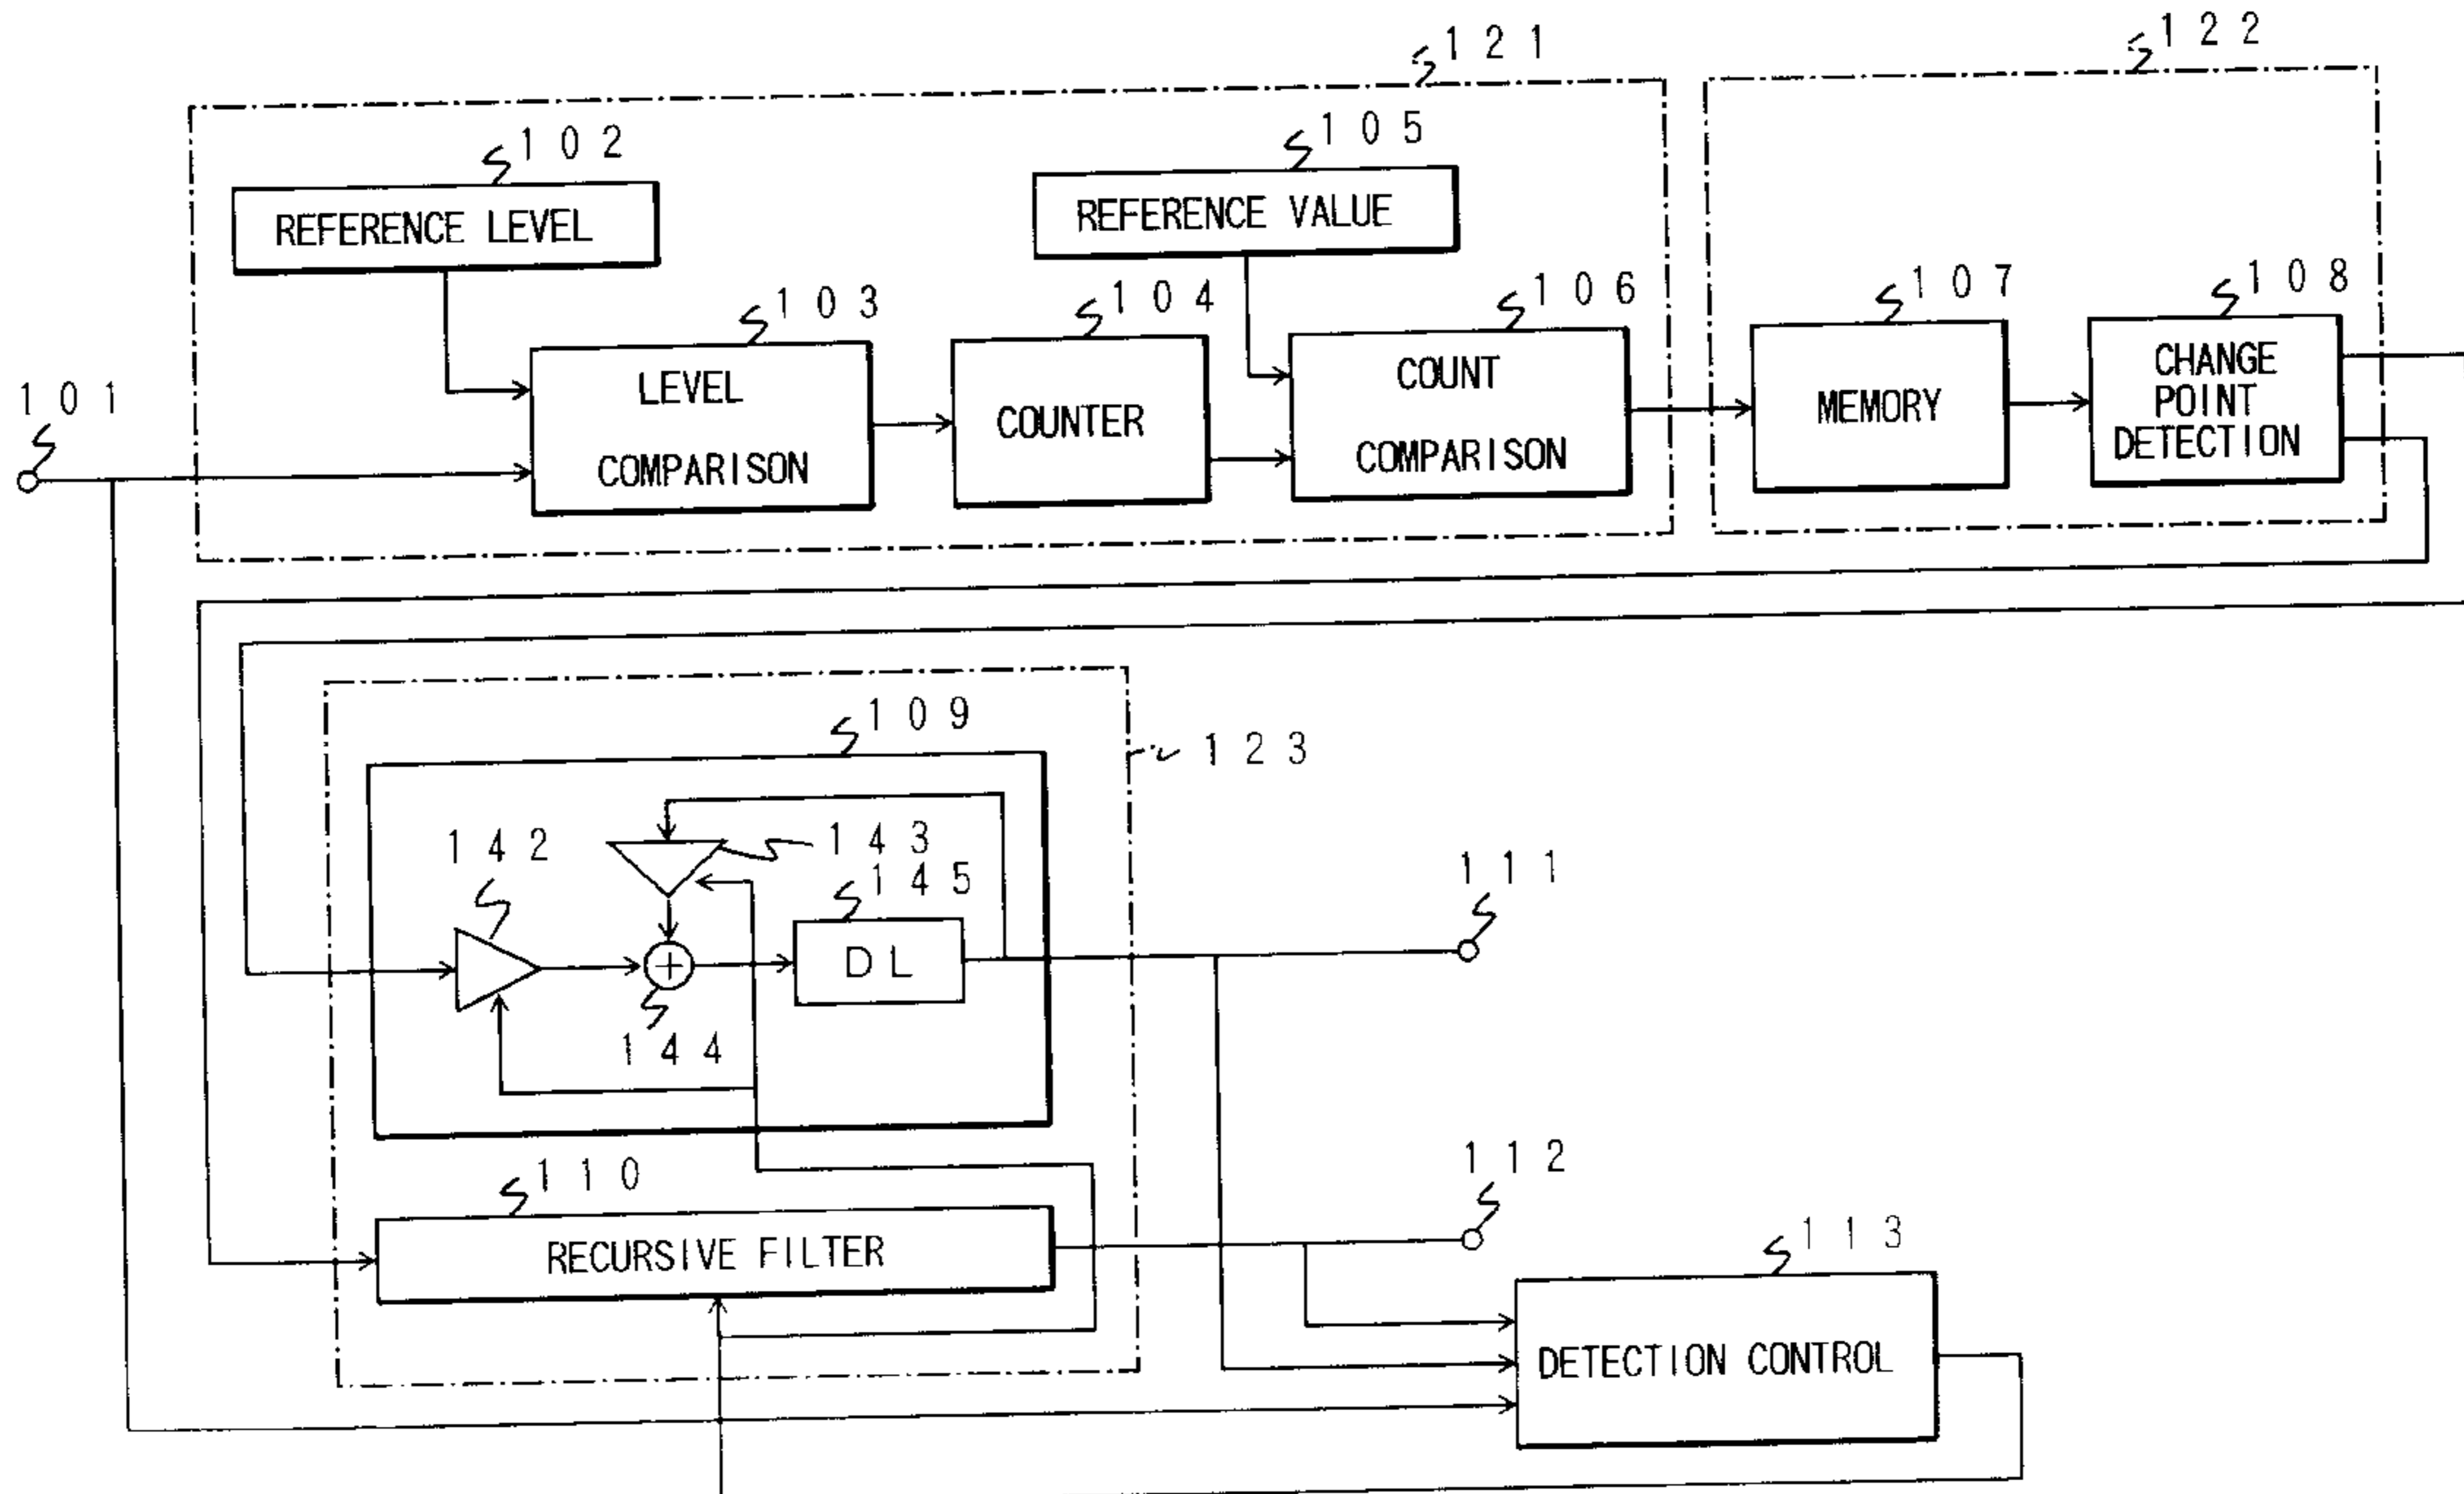 121
122
102
105
REFERENCE LEVEL
REFERENCE VALUE
103
104
106
107
108
101
LEVEL
COMPARISON
COUNTER
COUNT
COMPARISON
MEMORY
CHANGE
POINT
DETECTION
109
123
142
143
145
111
+
DL
144
112
110
113
RECURSIVE FILTER
DETECTION CONTROL